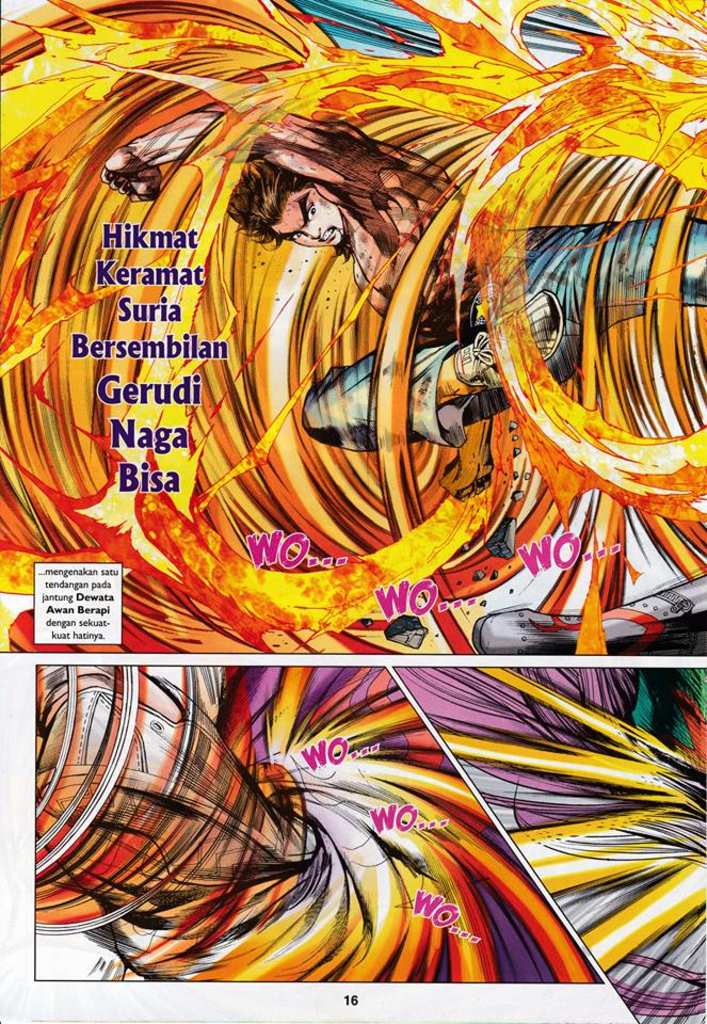 Hikmat
Keramat
Suria
Bersembilan
Gerudi
Naga
Bisa
WO...
WO...
WO...
...mengenakan satu
tendangan pada
jantung Dewata
Awan Berapi
dengan sekuat-
kuat hatinya.
WO...
WO...
WO...
16